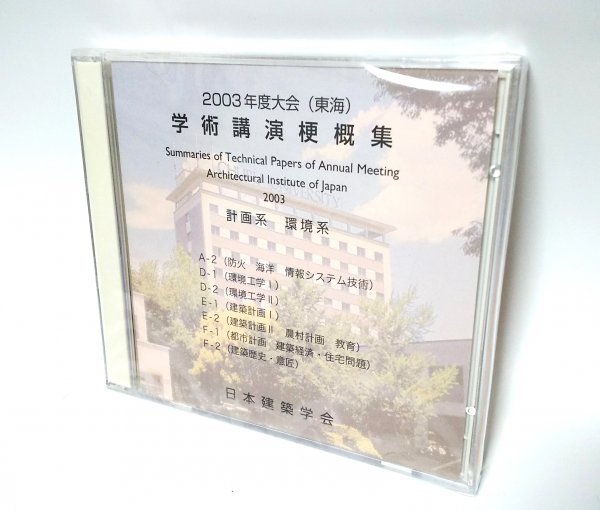 2003年度大会（東海）
学術講演梗概集
Summaries of Technical Papers of Annual Meeting
Architectural Institute of Japan
2003
計画系　環境系
A-2（防火　海洋　情報システム技術）
D-1（環境工学Ⅰ）
D-2（環境工学Ⅱ）
E-1（建築計画Ⅰ）
E-2（建築計画Ⅱ　農村計画　教育）
F-1（都市計画　建築経済・住宅問題）
F-2（建築歴史・意匠）
日本建築学会